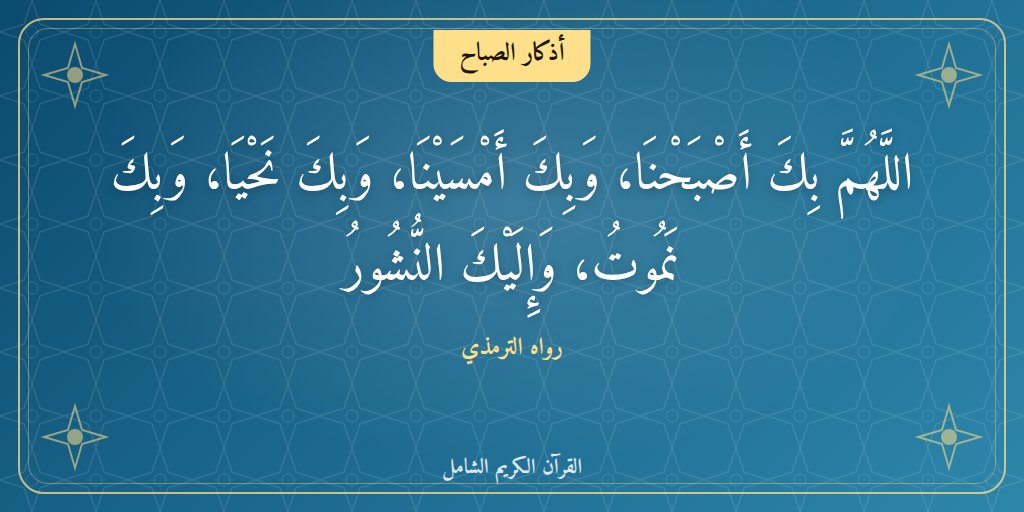 أذكار الصباح
اللَّهُمَّ بِكَ أَصْبَحْنَا، وَبِكَ أَمْسَيْنَا، وَبِكَ نَحْيَا، وَبِكَ
نَمُوتُ، وَإِلَيْكَ النُّشُورُ
رواه الترمذي
القرآن الكريم الشامل